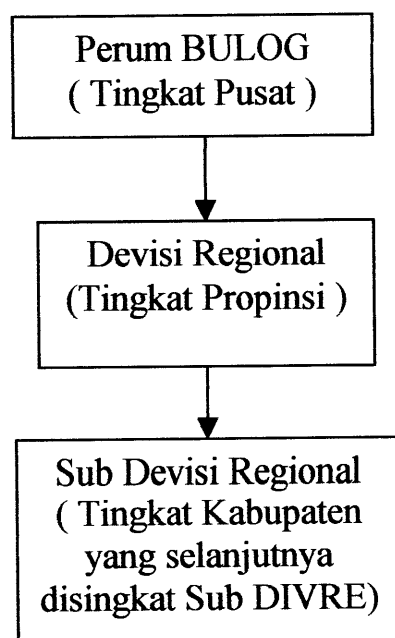 Perum BULOG
( Tingkat Pusat )
Devisi Regional
(Tingkat Propinsi )
Sub Devisi Regional
( Tingkat Kabupaten
yang selanjutnya
disingkat Sub DIVRE)